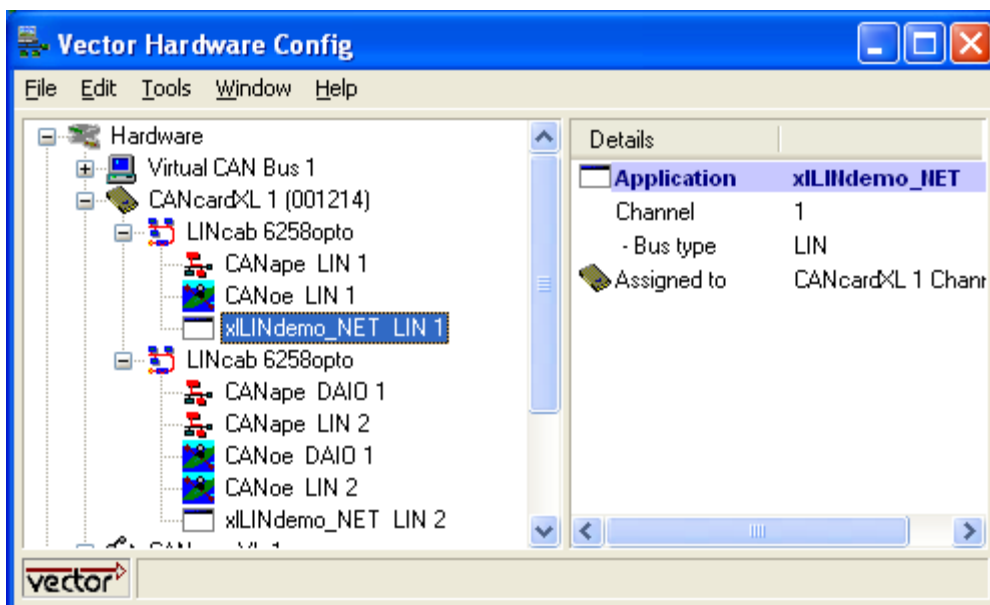 Vector Hardware Config
File Edit Tools Window Help
Hardware
Virtual CAN Bus 1
CANcardXL 1 (001214)
LINcab 6258opto
CANape LIN 1
CANoe LIN 1
xlLINdemo_NET LIN 1
LINcab 6258opto
CANape DAIO 1
CANape LIN 2
CANoe DAIO 1
CANoe LIN 2
xlLINdemo_NET LIN 2
Details
Application xlLINdemo_NET
Channel 1
- Bus type LIN
Assigned to CANcardXL 1 Chann
vector